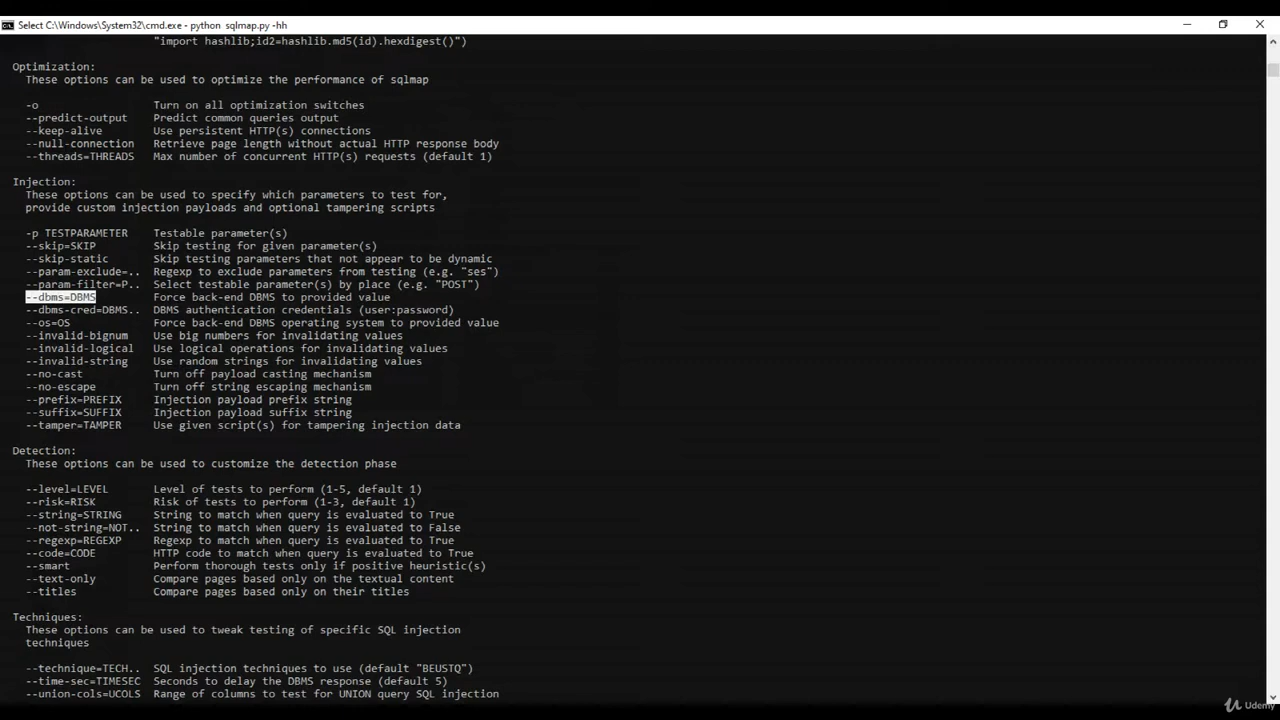 Select C:\Windows\System32\cmd.exe - python  sqlmap.py -hh
"import hashlib;id2=hashlib.md5(id).hexdigest()")
Optimization:
These options can be used to optimize the performance of sqlmap
-o Turn on all optimization switches
--predict-output Predict common queries output
--keep-alive Use persistent HTTP(s) connections
--null-connection Retrieve page length without actual HTTP response body
--threads=THREADS Max number of concurrent HTTP(s) requests (default 1)
Injection:
These options can be used to specify which parameters to test for,
provide custom injection payloads and optional tampering scripts
-p TESTPARAMETER Testable parameter(s)
--skip=SKIP Skip testing for given parameter(s)
--skip-static Skip testing parameters that not appear to be dynamic
--param-exclude=.. Regexp to exclude parameters from testing (e.g. "ses")
--param-filter=P.. Select testable parameter(s) by place (e.g. "POST")
--dbms=DBMS Force back-end DBMS to provided value
--dbms-cred=DBMS.. DBMS authentication credentials (user:password)
--os=OS Force back-end DBMS operating system to provided value
--invalid-bignum Use big numbers for invalidating values
--invalid-logical Use logical operations for invalidating values
--invalid-string Use random strings for invalidating values
--no-cast Turn off payload casting mechanism
--no-escape Turn off string escaping mechanism
--prefix=PREFIX Injection payload prefix string
--suffix=SUFFIX Injection payload suffix string
--tamper=TAMPER Use given script(s) for tampering injection data
Detection:
These options can be used to customize the detection phase
--level=LEVEL Level of tests to perform (1-5, default 1)
--risk=RISK Risk of tests to perform (1-3, default 1)
--string=STRING String to match when query is evaluated to True
--not-string=NOT.. String to match when query is evaluated to False
--regexp=REGEXP Regexp to match when query is evaluated to True
--code=CODE HTTP code to match when query is evaluated to True
--smart Perform thorough tests only if positive heuristic(s)
--text-only Compare pages based only on the textual content
--titles Compare pages based only on their titles
Techniques:
These options can be used to tweak testing of specific SQL injection
techniques
--technique=TECH.. SQL injection techniques to use (default "BEUSTQ")
--time-sec=TIMESEC Seconds to delay the DBMS response (default 5)
--union-cols=UCOLS Range of columns to test for UNION query SQL injection
Udemy